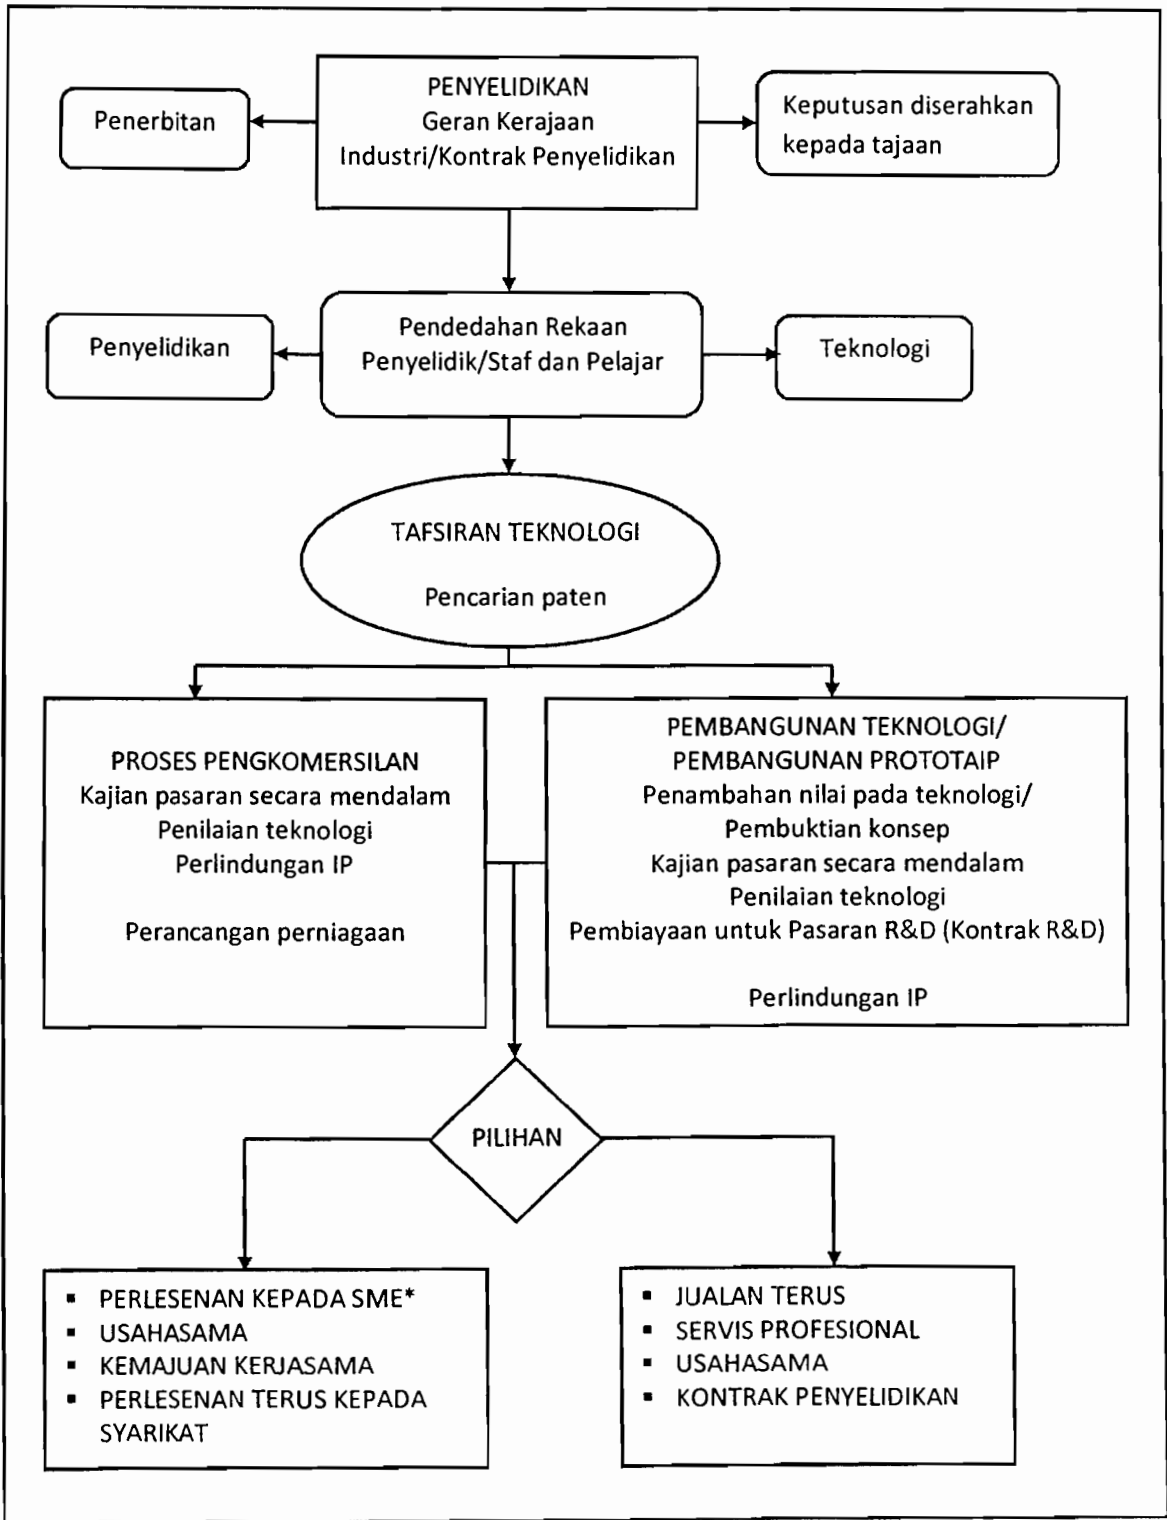 PENYELIDIKAN
Geran Kerajaan
Industri/Kontrak Penyelidikan
Penerbitan
Keputusan diserahkan
kepada tajaan
Pendedahan Rekaan
Penyelidik/Staf dan Pelajar
Penyelidikan
Teknologi
TAFSIRAN TEKNOLOGI
Pencarian paten
PROSES PENGKOMERSILAN
Kajian pasaran secara mendalam
Penilaian teknologi
Perlindungan IP
Perancangan perniagaan
PEMBANGUNAN TEKNOLOGI/
PEMBANGUNAN PROTOTAIP
Penambahan nilai pada teknologi/
Pembuktian konsep
Kajian pasaran secara mendalam
Penilaian teknologi
Pembiayaan untuk Pasaran R&D (Kontrak R&D)
Perlindungan IP
PILIHAN
▪ PERLESENAN KEPADA SME*
▪ USAHASAMA
▪ KEMAJUAN KERJASAMA
▪ PERLESENAN TERUS KEPADA
SYARIKAT
▪ JUALAN TERUS
▪ SERVIS PROFESIONAL
▪ USAHASAMA
▪ KONTRAK PENYELIDIKAN